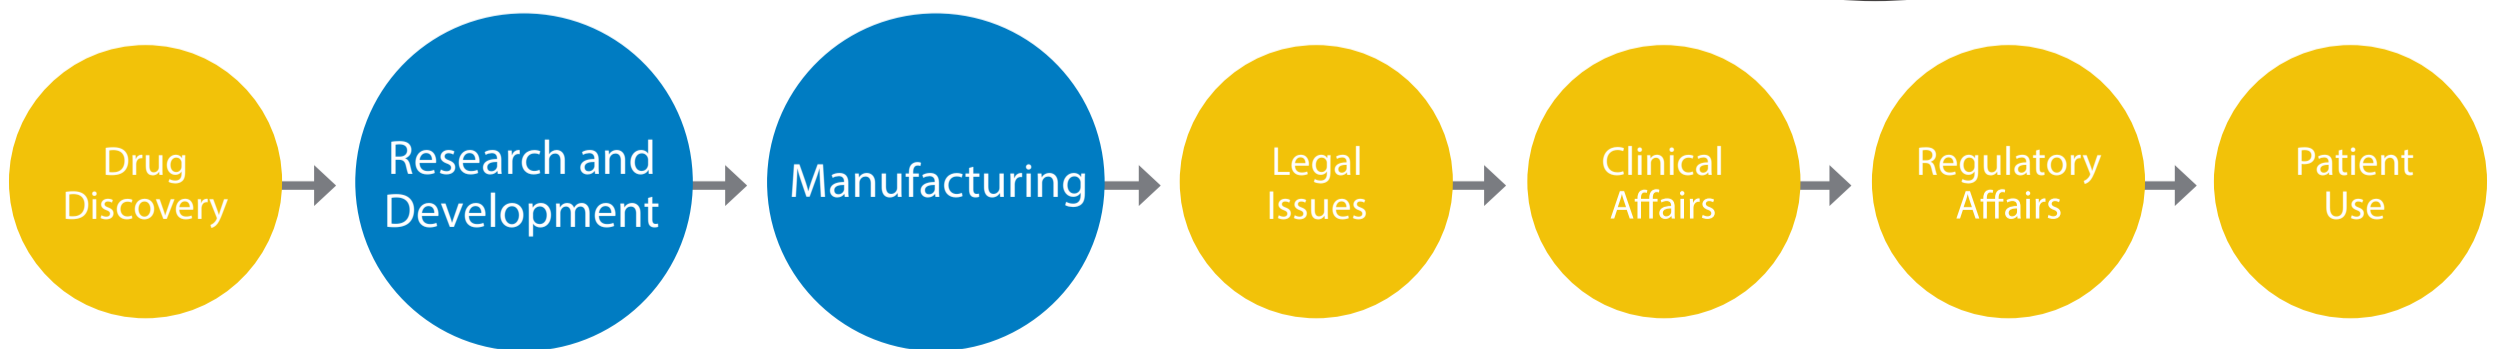 Drug
Discovery
Research and
Development
Manufacturing
Legal
Issues
Clinical
Affairs
Regulatory
Affairs
Patient
Use